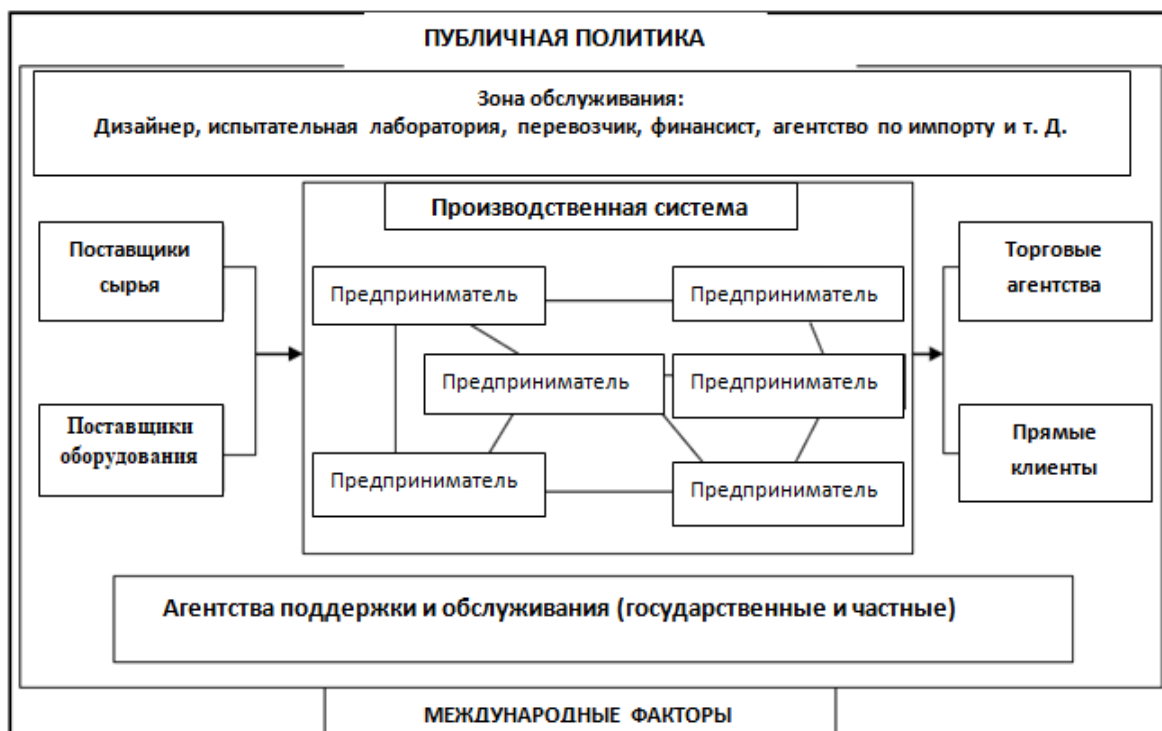 ПУБЛИЧНАЯ ПОЛИТИКА
Зона обслуживания:
Дизайнер, испытательная лаборатория, перевозчик, финансист, агентство по импорту и т. Д.
Производственная система
Поставщики
сырья
Торговые
агентства
Предприниматель
Предприниматель
Предприниматель
Предприниматель
Поставщики
оборудования
Прямые
клиенты
Предприниматель
Предприниматель
Агентства поддержки и обслуживания (государственные и частные)
МЕЖДУНАРОДНЫЕ ФАКТОРЫ